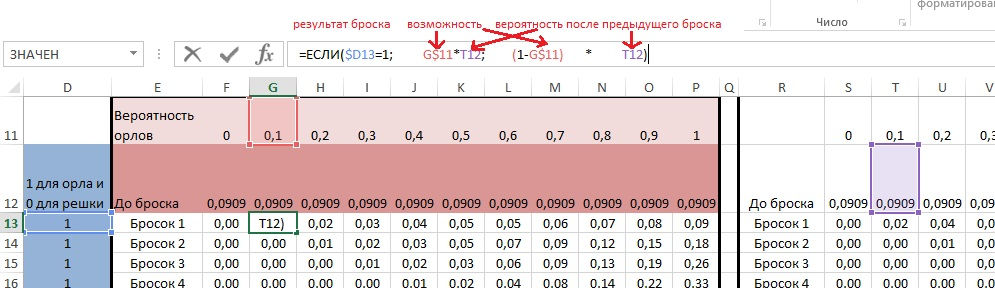 форматировани
результат броска возможность вероятность после предыдущего броска
Число
ЗНАЧЕН fx =ЕСЛИ($D13=1; G$11*T12; (1-G$11) * T12)
D E F G H I J K L M N O P Q R S T U V
Вероятность
11 орлов 0 0,1 0,2 0,3 0,4 0,5 0,6 0,7 0,8 0,9 1 0 0,1 0,2 0,3
1 для орла и
12 0 для решки До броска 0,0909 0,0909 0,0909 0,0909 0,0909 0,0909 0,0909 0,0909 0,0909 0,0909 0,0909 До броска 0,0909 0,0909 0,0909 0,0909
13 1 Бросок 1 0,00 T12) 0,02 0,03 0,04 0,05 0,05 0,06 0,07 0,08 0,09 Бросок 1 0,00 0,02 0,04 0,0
14 1 Бросок 2 0,00 0,00 0,01 0,02 0,03 0,05 0,07 0,09 0,12 0,15 0,18 Бросок 2 0,00 0,00 0,01 0,0
15 1 Бросок 3 0,00 0,00 0,00 0,01 0,02 0,03 0,06 0,09 0,13 0,19 0,26 Бросок 3 0,00 0,00 0,00 0,0
16 1 Бросок 4 0,00 0,00 0,00 0,00 0,01 0,02 0,04 0,08 0,14 0,22 0,33 Бросок 4 0,00 0,00 0,00 0,0